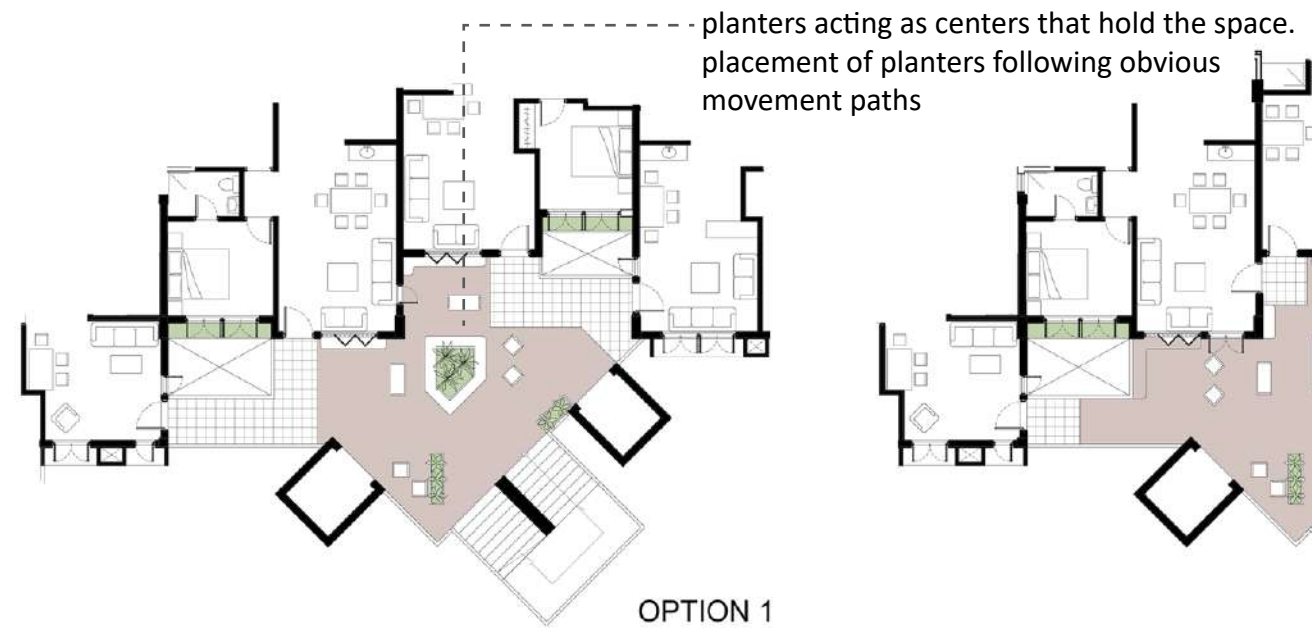 planters acting as centers that hold the space.
placement of planters following obvious
movement paths
OPTION 1